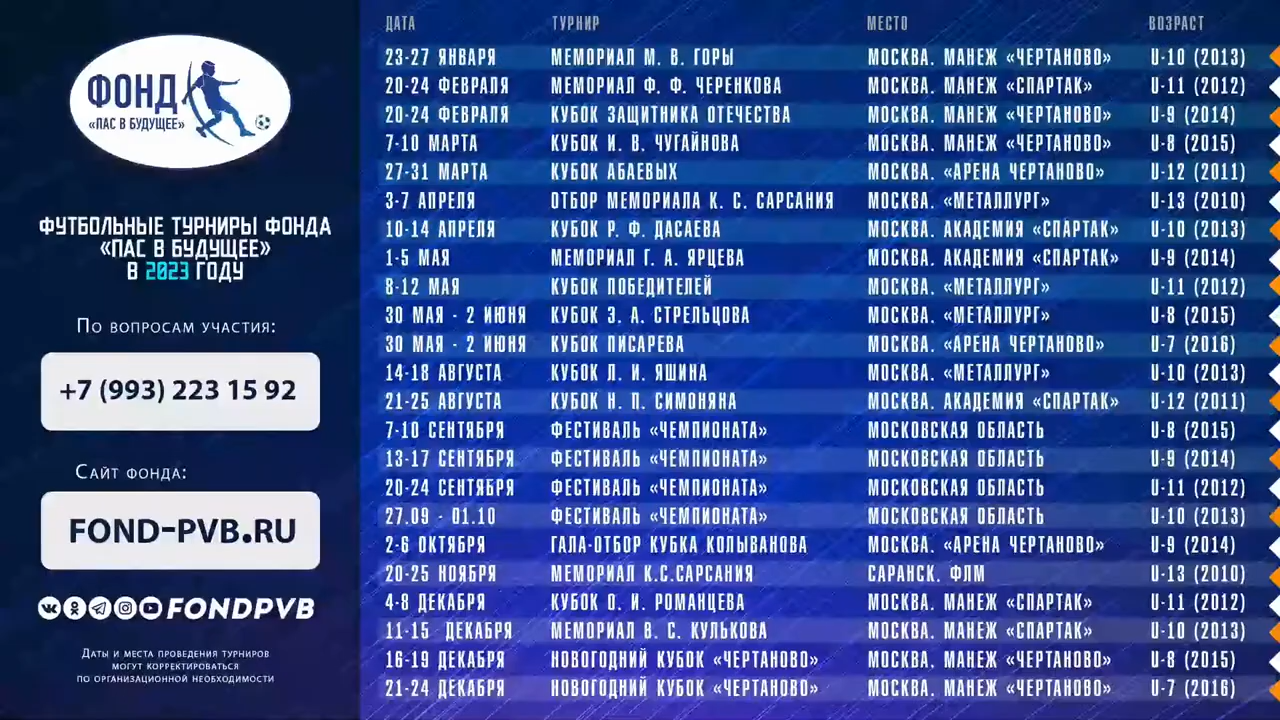 ФОНД
«ПАС В БУДУЩЕЕ»
ФУТБОЛЬНЫЕ ТУРНИРЫ ФОНДА
«ПАС В БУДУЩЕЕ»
В 2023 ГОДУ
По вопросам участия:
+7 (993) 223 15 92
Сайт фонда:
FOND-PVB.RU
FONDPVB
Даты и места проведения турниров
могут корректироваться
по организационной необходимости
ДАТА ТУРНИР МЕСТО ВОЗРАСТ
23-27 ЯНВАРЯ МЕМОРИАЛ М. В. ГОРЫ МОСКВА. МАНЕЖ «ЧЕРТАНОВО» U-10 (2013)
20-24 ФЕВРАЛЯ МЕМОРИАЛ Ф. Ф. ЧЕРЕНКОВА МОСКВА. МАНЕЖ «СПАРТАК» U-11 (2012)
20-24 ФЕВРАЛЯ КУБОК ЗАЩИТНИКА ОТЕЧЕСТВА МОСКВА. МАНЕЖ «ЧЕРТАНОВО» U-9 (2014)
7-10 МАРТА КУБОК И. В. ЧУГАЙНОВА МОСКВА. МАНЕЖ «ЧЕРТАНОВО» U-8 (2015)
27-31 МАРТА КУБОК АБАЕВЫХ МОСКВА. «АРЕНА ЧЕРТАНОВО» U-12 (2011)
3-7 АПРЕЛЯ ОТБОР МЕМОРИАЛА К. С. САРСАНИЯ МОСКВА. «МЕТАЛЛУРГ» U-13 (2010)
10-14 АПРЕЛЯ КУБОК Р. Ф. ДАСАЕВА МОСКВА. АКАДЕМИЯ «СПАРТАК» U-10 (2013)
1-5 МАЯ МЕМОРИАЛ Г. А. ЯРЦЕВА МОСКВА. АКАДЕМИЯ «СПАРТАК» U-9 (2014)
8-12 МАЯ КУБОК ПОБЕДИТЕЛЕЙ МОСКВА. «МЕТАЛЛУРГ» U-11 (2012)
30 МАЯ - 2 ИЮНЯ КУБОК Э. А. СТРЕЛЬЦОВА МОСКВА. «МЕТАЛЛУРГ» U-8 (2015)
30 МАЯ - 2 ИЮНЯ КУБОК ПИСАРЕВА МОСКВА. «АРЕНА ЧЕРТАНОВО» U-7 (2016)
14-18 АВГУСТА КУБОК Л. И. ЯШИНА МОСКВА. «МЕТАЛЛУРГ» U-10 (2013)
21-25 АВГУСТА КУБОК Н. П. СИМОНЯНА МОСКВА. АКАДЕМИЯ «СПАРТАК» U-12 (2011)
7-10 СЕНТЯБРЯ ФЕСТИВАЛЬ «ЧЕМПИОНАТА» МОСКОВСКАЯ ОБЛАСТЬ U-8 (2015)
13-17 СЕНТЯБРЯ ФЕСТИВАЛЬ «ЧЕМПИОНАТА» МОСКОВСКАЯ ОБЛАСТЬ U-9 (2014)
20-24 СЕНТЯБРЯ ФЕСТИВАЛЬ «ЧЕМПИОНАТА» МОСКОВСКАЯ ОБЛАСТЬ U-11 (2012)
27.09 - 01.10 ФЕСТИВАЛЬ «ЧЕМПИОНАТА» МОСКОВСКАЯ ОБЛАСТЬ U-10 (2013)
2-6 ОКТЯБРЯ ГАЛА-ОТБОР КУБКА КОЛЫВАНОВА МОСКВА. «АРЕНА ЧЕРТАНОВО» U-9 (2014)
20-25 НОЯБРЯ МЕМОРИАЛ К.С.САРСАНИЯ САРАНСК. ФЛМ U-13 (2010)
4-8 ДЕКАБРЯ КУБОК О. И. РОМАНЦЕВА МОСКВА. МАНЕЖ «СПАРТАК» U-11 (2012)
11-15 ДЕКАБРЯ МЕМОРИАЛ В. С. КУЛЬКОВА МОСКВА. МАНЕЖ «СПАРТАК» U-10 (2013)
16-19 ДЕКАБРЯ НОВОГОДНИЙ КУБОК «ЧЕРТАНОВО» МОСКВА. МАНЕЖ «ЧЕРТАНОВО» U-8 (2015)
21-24 ДЕКАБРЯ НОВОГОДНИЙ КУБОК «ЧЕРТАНОВО» МОСКВА. МАНЕЖ «ЧЕРТАНОВО» U-7 (2016)